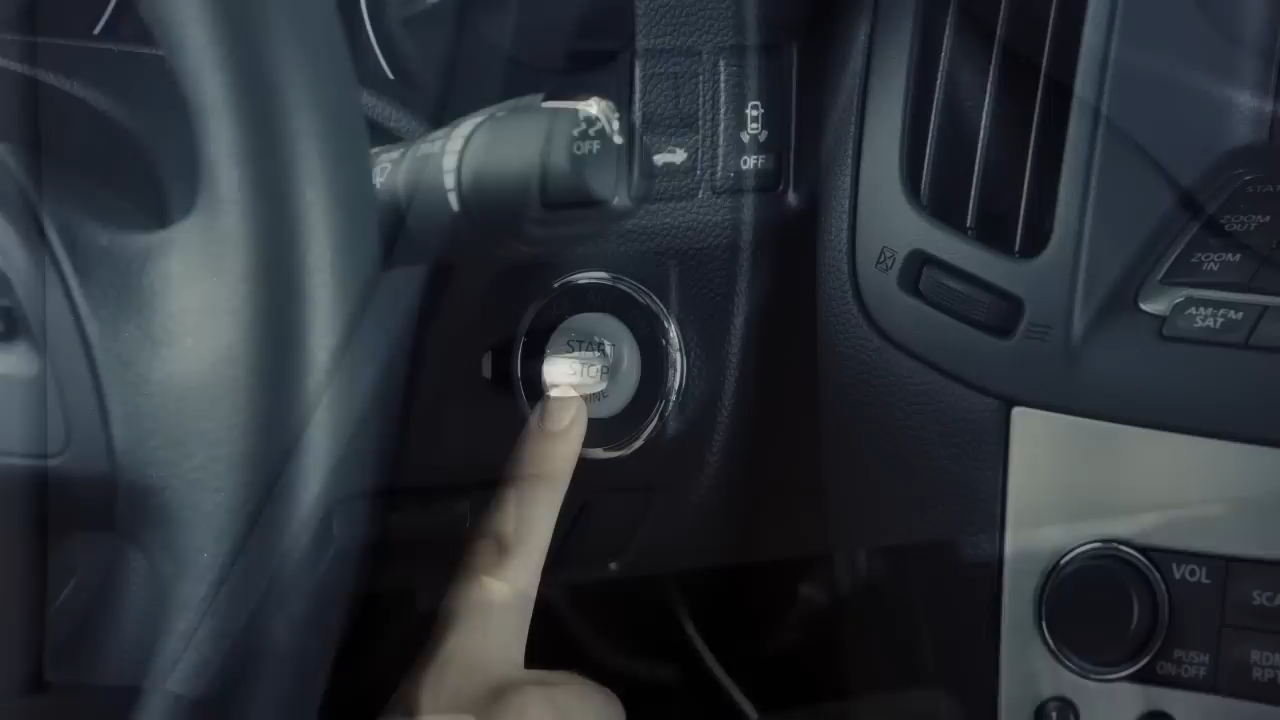 OFF
OFF
START
STOP
ZOOM
OUT
ZOOM
IN
AM·FM
SAT
VOL
PUSH
ON·OFF